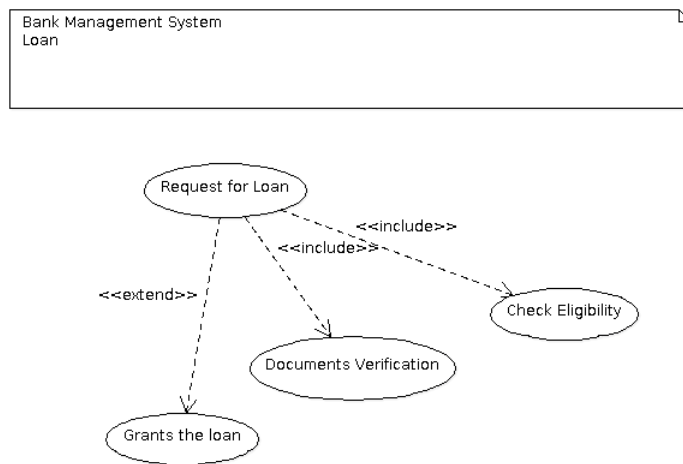 Bank Management System
Loan
Request for Loan
<<include>>
<<include>>
<<extend>>
Check Eligibility
Documents Verification
Grants the loan